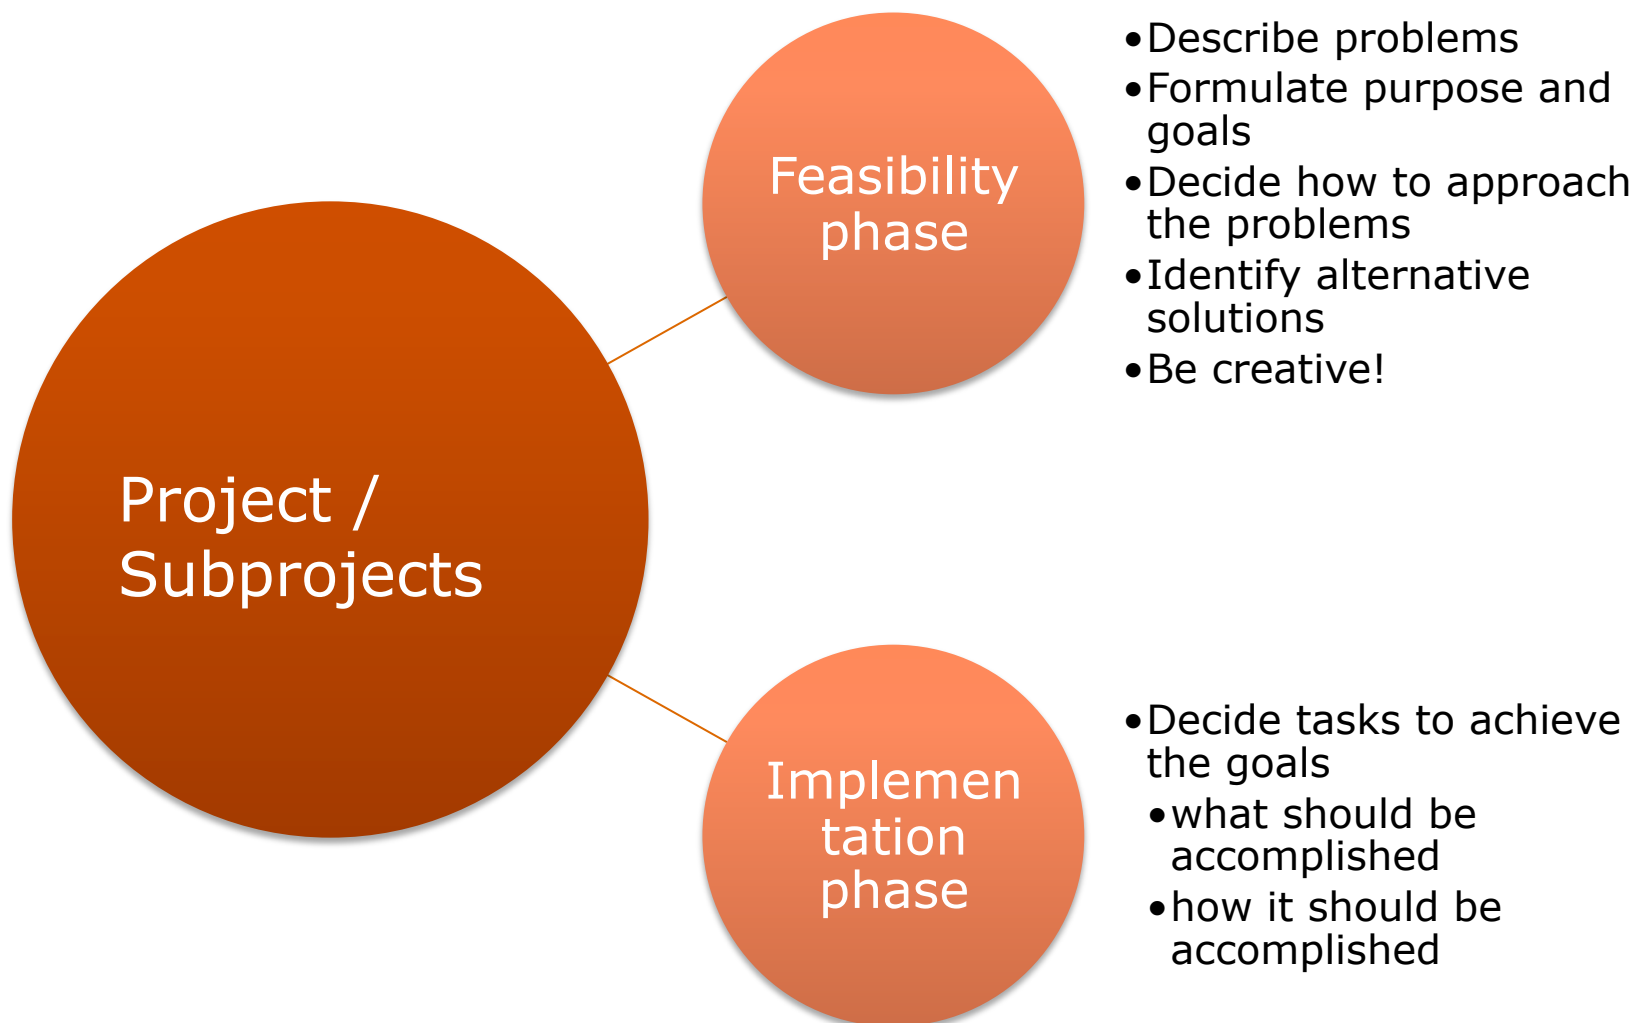 Project /
Subprojects
Feasibility
phase
•Describe problems
•Formulate purpose and
goals
•Decide how to approach
the problems
•Identify alternative
solutions
•Be creative!
Implemen
tation
phase
•Decide tasks to achieve
the goals
•what should be
accomplished
•how it should be
accomplished